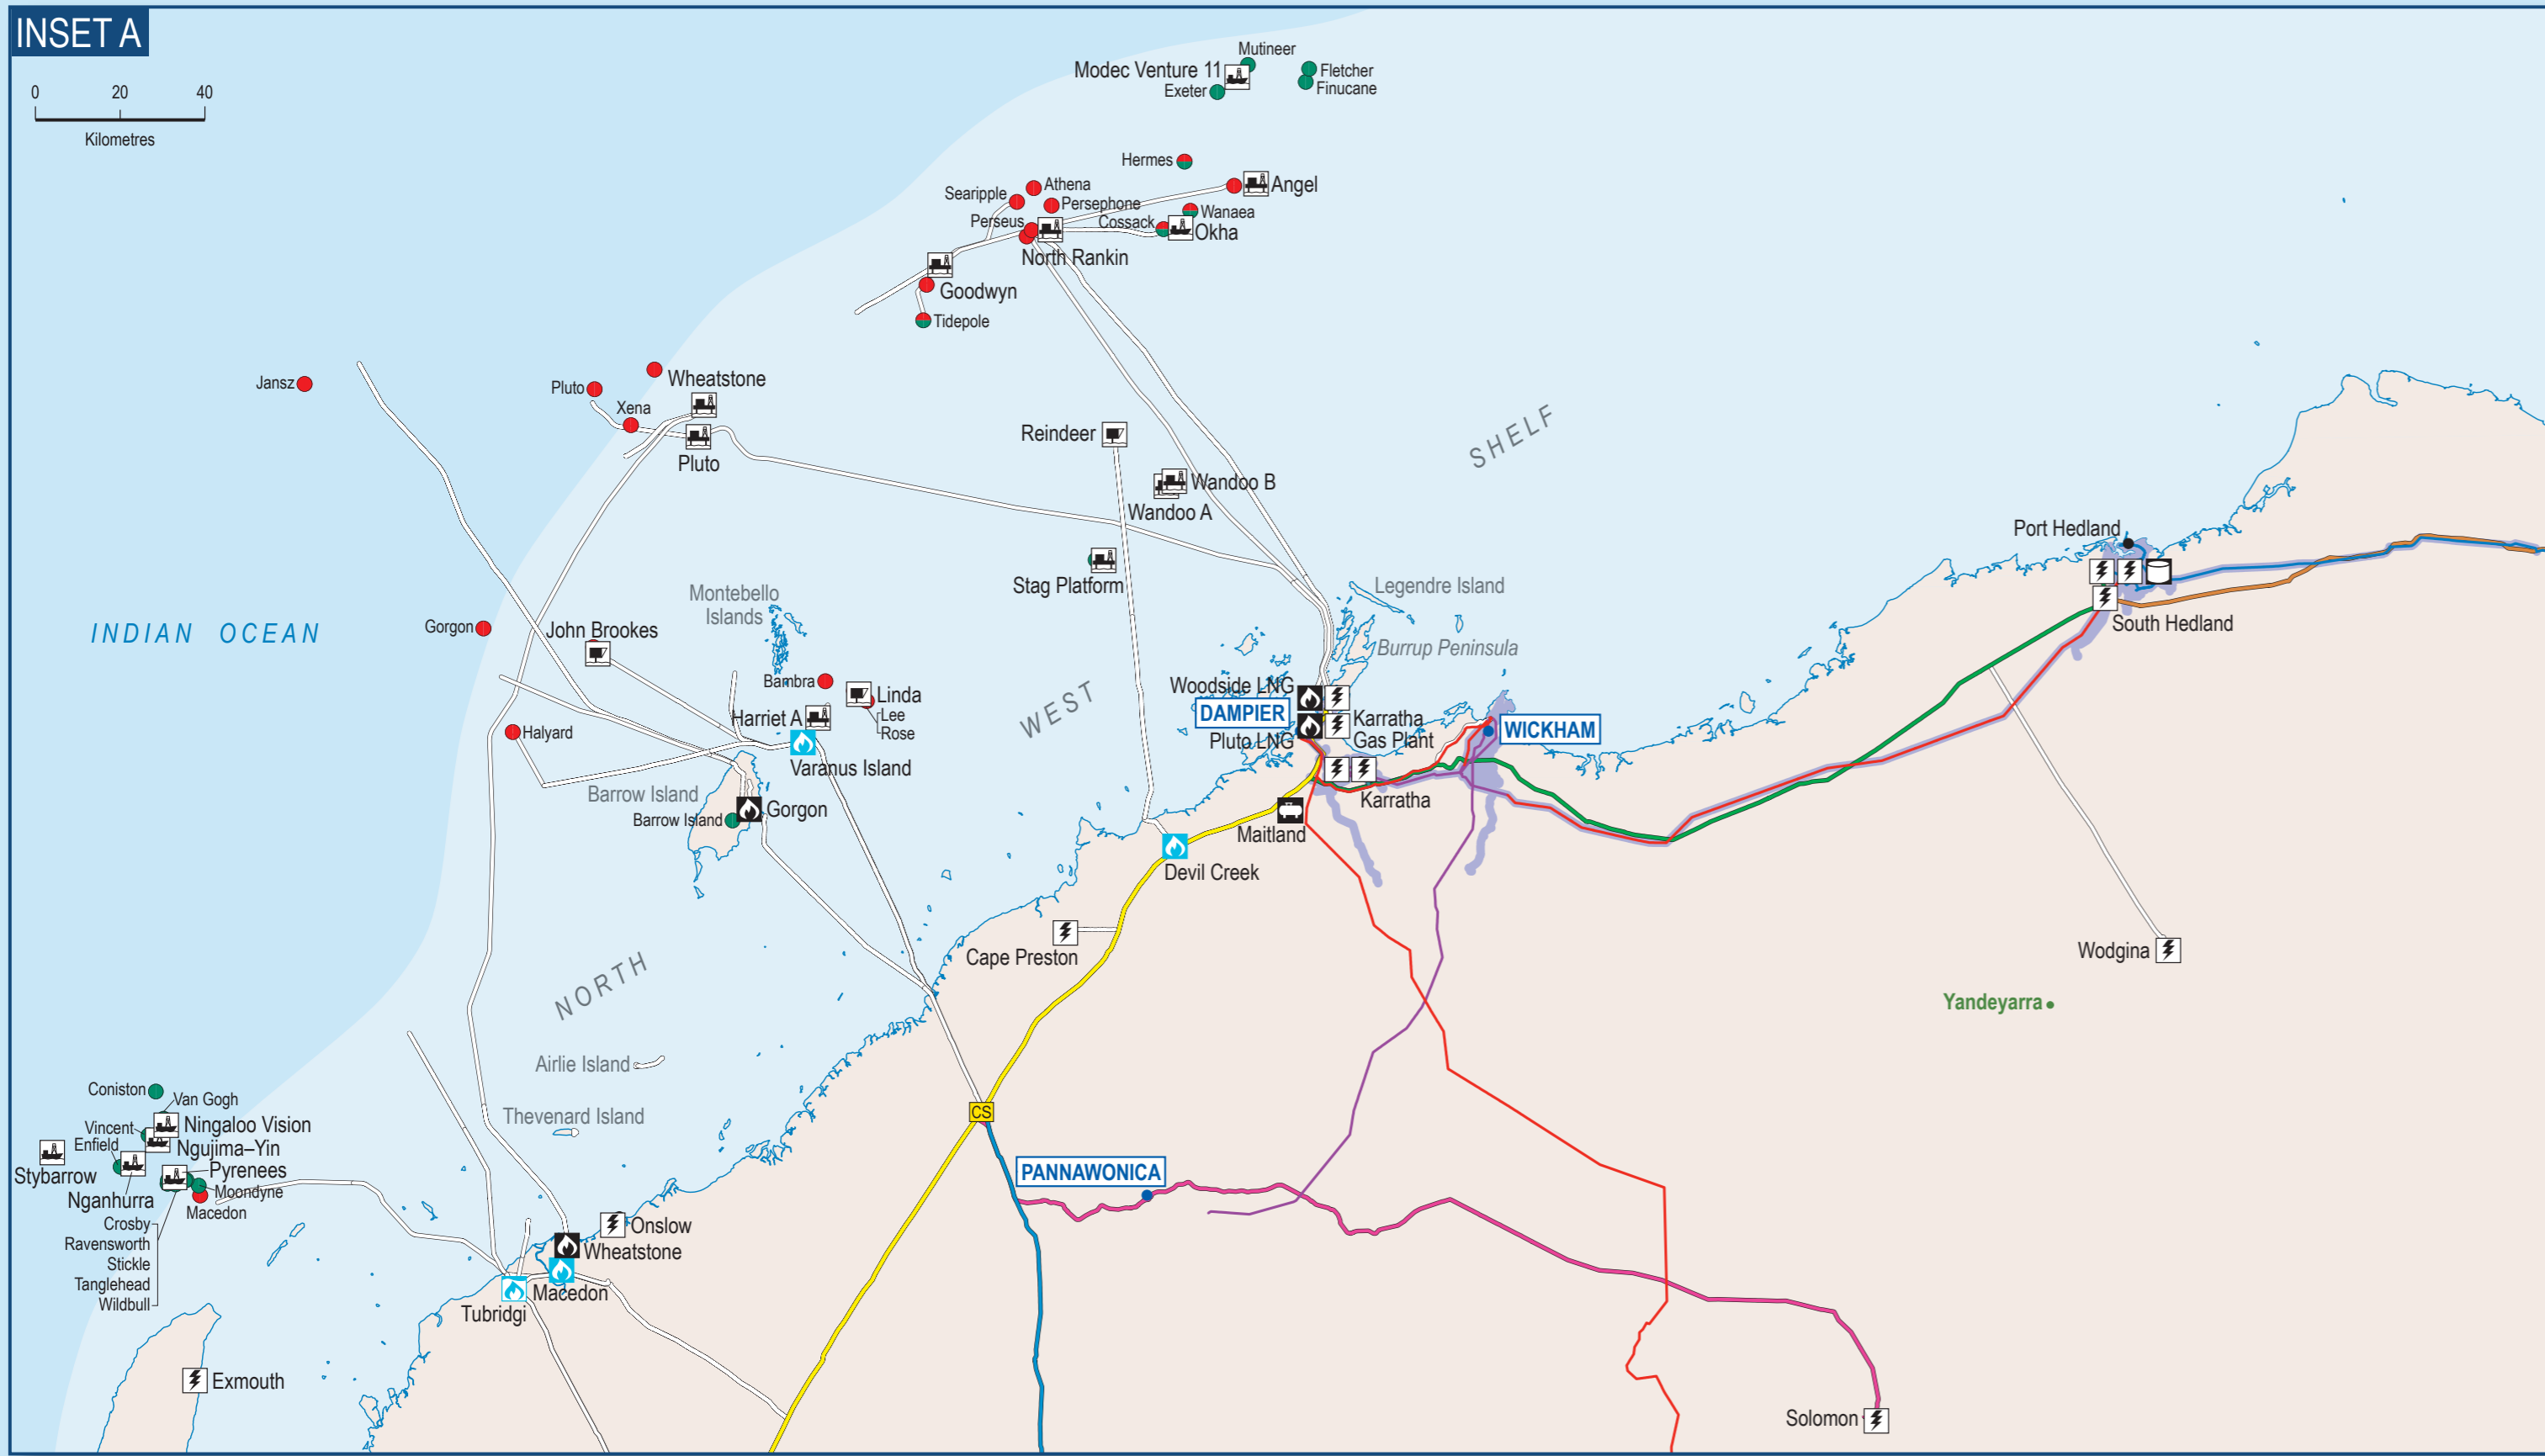 INSET A
0 20 40
Kilometres
Mutineer
Modec Venture 11
Exeter
Fletcher
Finucane
Hermes
Angel
Athena
Searipple
Persephone
Perseus
Wanaea
Cossack
Okha
North Rankin
Goodwyn
Tidepole
Jansz
Pluto
Wheatstone
Xena
Pluto
Reindeer
SHELF
Wandoo B
Wandoo A
Stag Platform
Port Hedland
South Hedland
Legendre Island
Burrup Peninsula
Montebello
Islands
INDIAN OCEAN
Gorgon
John Brookes
Bambra
Linda
Lee
Rose
Harriet A
Halyard
Varanus Island
WEST
Woodside LNG
DAMPIER
Karratha
Gas Plant
Pluto LNG
WICKHAM
Barrow Island
Gorgon
Barrow Island
Karratha
Maitland
Devil Creek
Cape Preston
Wodgina
NORTH
Yandeyarra
Airlie Island
Thevenard Island
CS
Coniston
Van Gogh
Ningaloo Vision
Vincent
Enfield
Ngujima–Yin
Stybarrow
Pyrenees
Nganhurra
Moondyne
Macedon
Crosby
Ravensworth
Stickle
Tanglehead
Wildbull
PANNAWONICA
Onslow
Wheatstone
Macedon
Tubridgi
Exmouth
Solomon